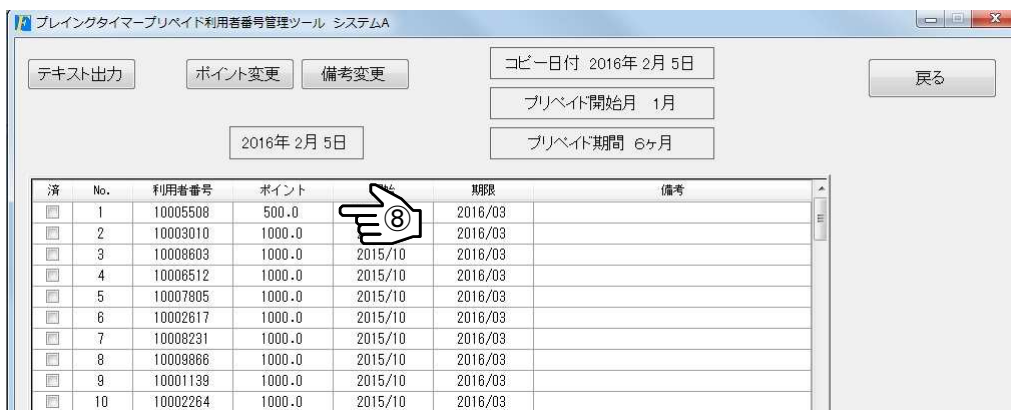 プレイングタイマープリペイド利用者番号管理ツール システムA
テキスト出力 ポイント変更 備考変更 コピー日付 2016年 2月 5日 戻る
プリペイド開始月 1月
2016年 2月 5日 プリペイド期間 6ヶ月
済 No. 利用者番号 ポイント 期限 備考
1 10005508 500.0 2016/03
⑧
2 10003010 1000.0 2016/03
3 10008603 1000.0 2015/10 2016/03
4 10006512 1000.0 2015/10 2016/03
5 10007805 1000.0 2015/10 2016/03
6 10002617 1000.0 2015/10 2016/03
7 10008231 1000.0 2015/10 2016/03
8 10009866 1000.0 2015/10 2016/03
9 10001139 1000.0 2015/10 2016/03
10 10002264 1000.0 2015/10 2016/03